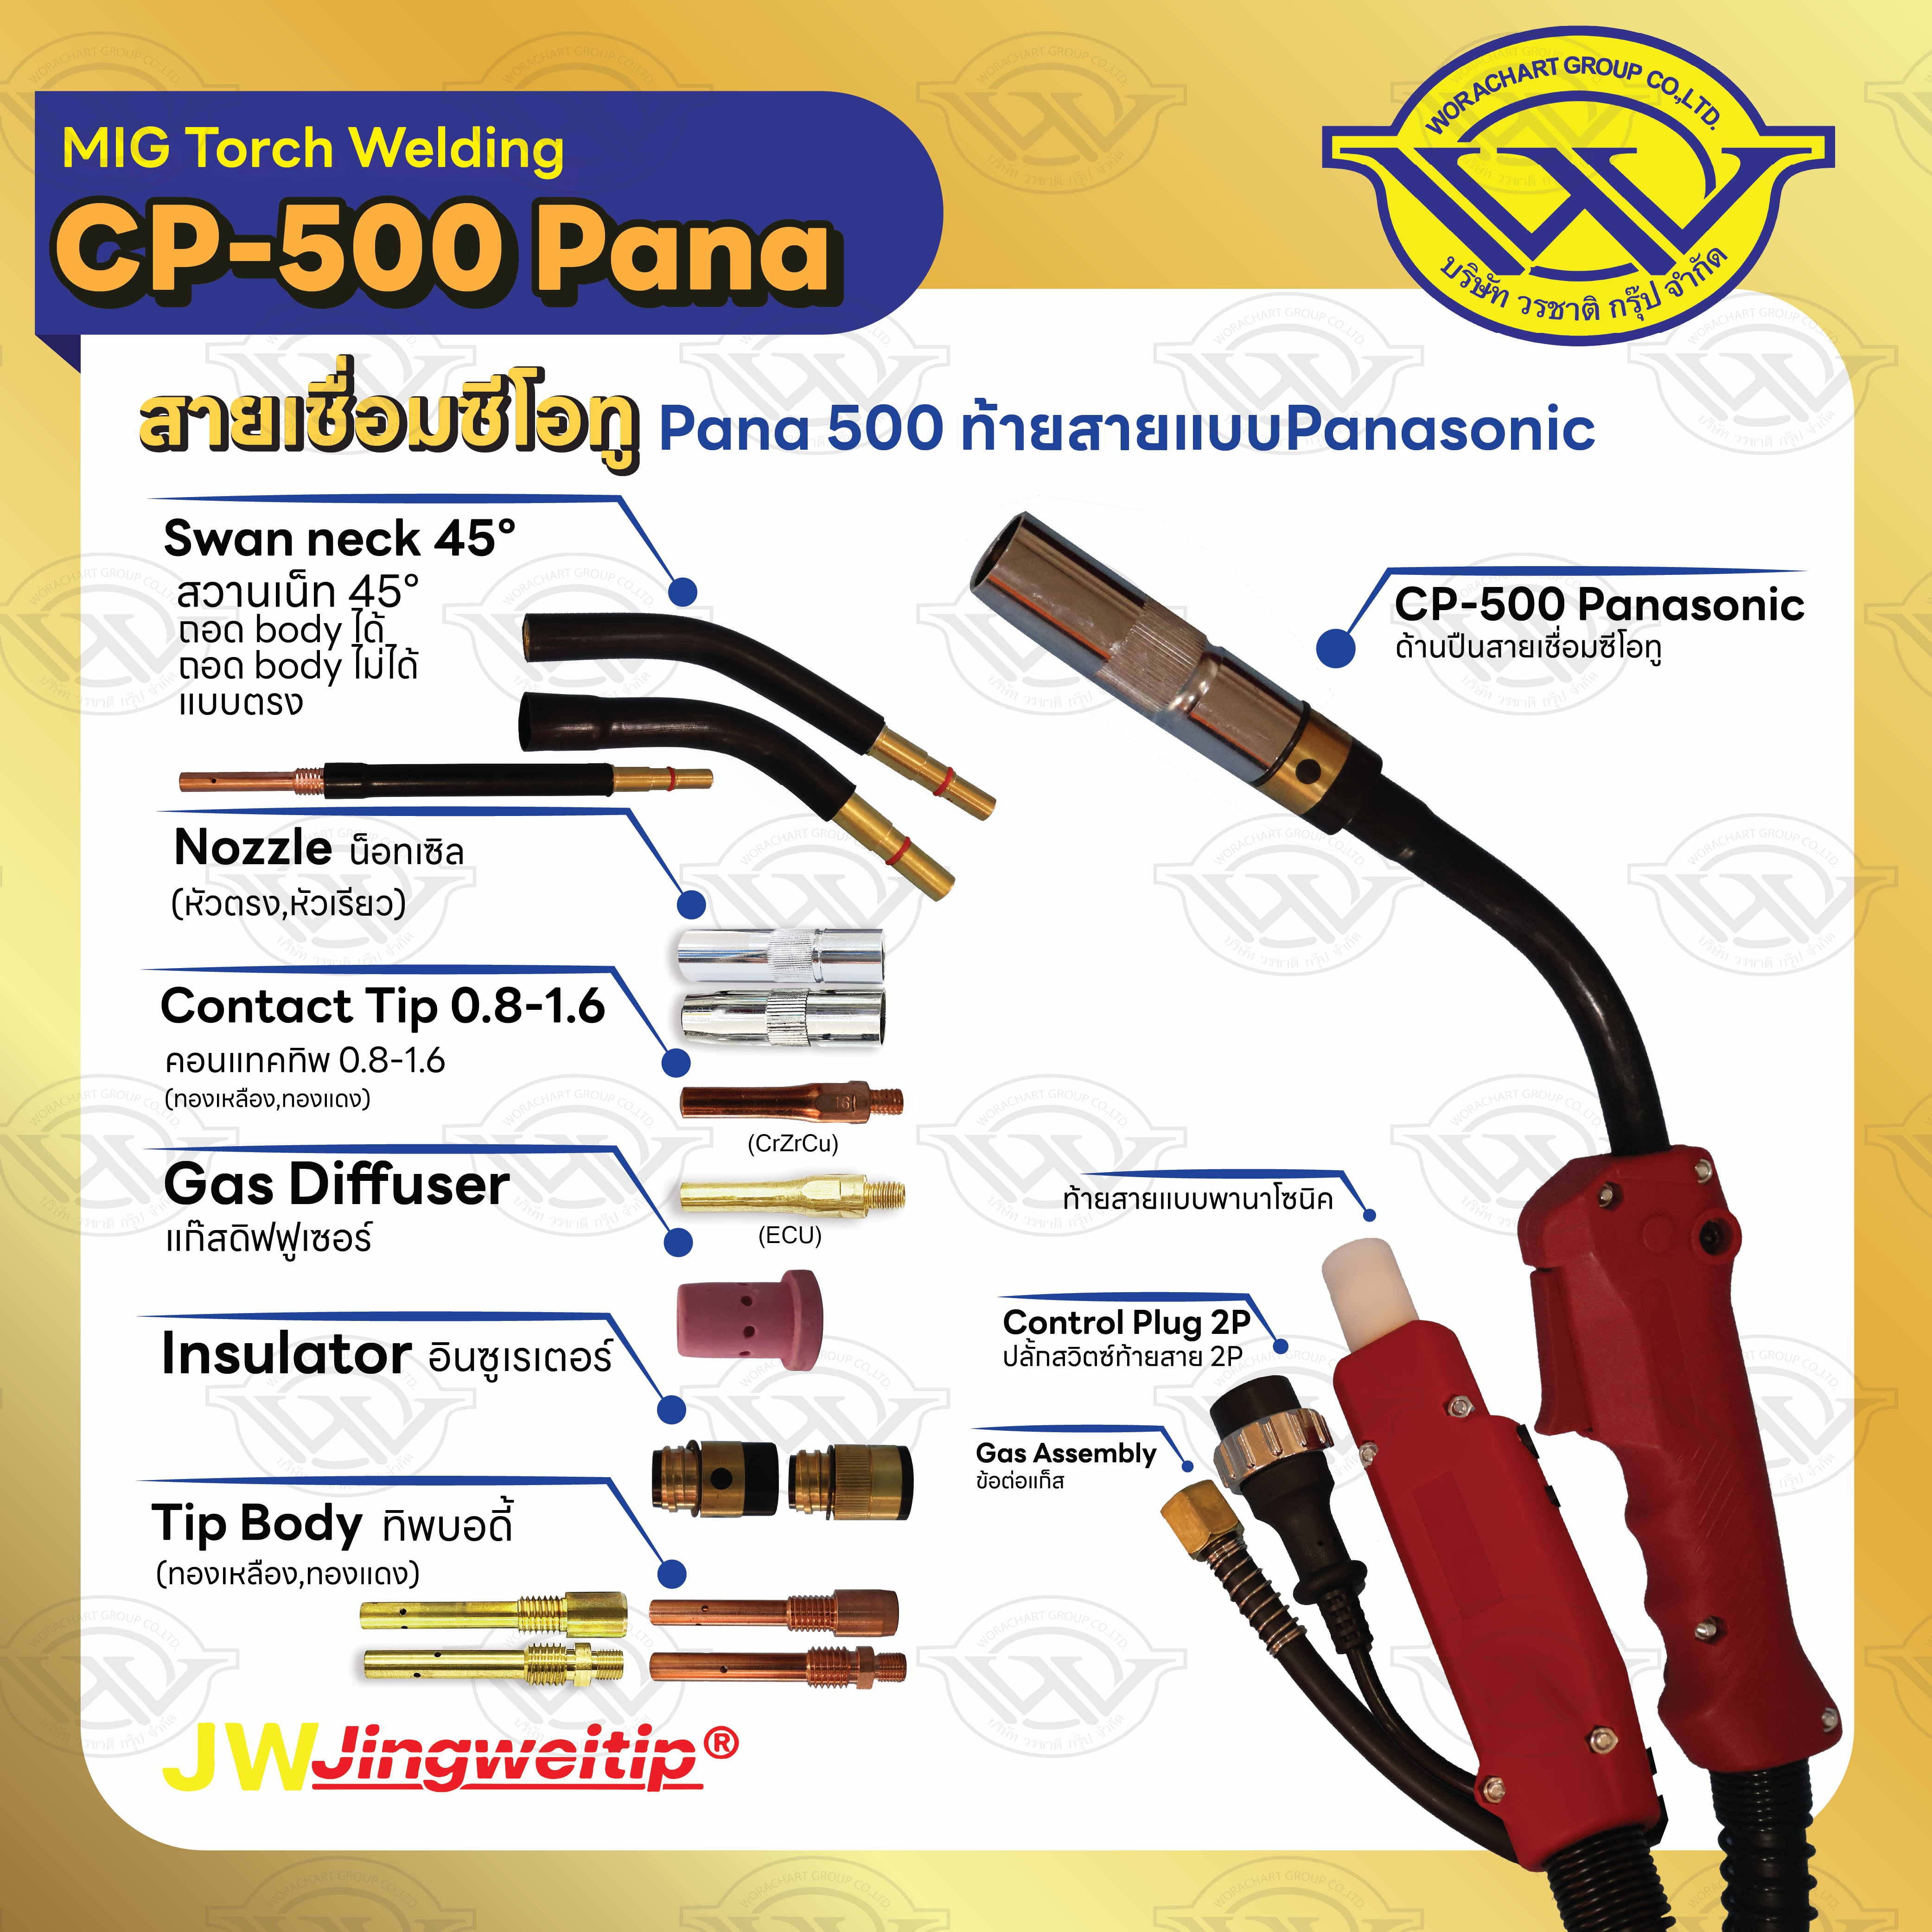 WORACHART GROUP CO.,LTD.
W
บริษัท วรชาติ กรุ๊ป จำกัด
MIG Torch Welding
CP-500 Pana
สายเชื่อมซีโอทู Pana 500 ท้ายสายแบบPanasonic
Swan neck 45°
สวานเน็ท 45°
ถอด body ได้
ถอด body ไม่ได้
แบบตรง
CP-500 Panasonic
ด้านปืนสายเชื่อมซีโอทู
Nozzle น็อทเซิล
(หัวตรง,หัวเรียว)
Contact Tip 0.8-1.6
คอนแทคทิพ 0.8-1.6
(ทองเหลือง,ทองแดง)
(CrZrCu)
Gas Diffuser
แก๊สดิฟฟูเซอร์
(ECU)
ท้ายสายแบบพานาโซนิค
Control Plug 2P
ปลั้กสวิตซ์ท้ายสาย 2P
Insulator อินซูเรเตอร์
Gas Assembly
ข้อต่อแก็ส
Tip Body ทิพบอดี้
(ทองเหลือง,ทองแดง)
JW Jingweitip®